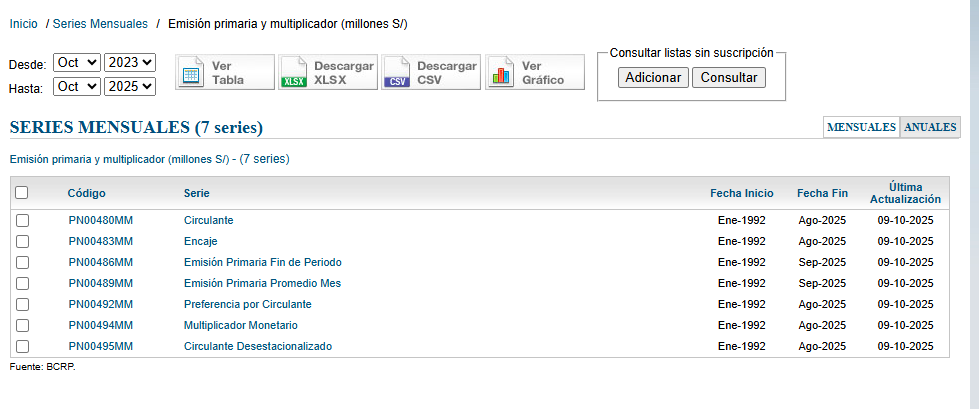 Inicio / Series Mensuales / Emisión primaria y multiplicador (millones S/)
Desde: Oct 2023
Hasta: Oct 2025
Ver Tabla
XLSX Descargar XLSX
CSV Descargar CSV
Ver Gráfico
Consultar listas sin suscripción
Adicionar Consultar
SERIES MENSUALES (7 series)
MENSUALES ANUALES
Emisión primaria y multiplicador (millones S/) - (7 series)
Código Serie Fecha Inicio Fecha Fin Última Actualización
PN00480MM Circulante Ene-1992 Ago-2025 09-10-2025
PN00483MM Encaje Ene-1992 Ago-2025 09-10-2025
PN00486MM Emisión Primaria Fin de Periodo Ene-1992 Sep-2025 09-10-2025
PN00489MM Emisión Primaria Promedio Mes Ene-1992 Sep-2025 09-10-2025
PN00492MM Preferencia por Circulante Ene-1992 Ago-2025 09-10-2025
PN00494MM Multiplicador Monetario Ene-1992 Ago-2025 09-10-2025
PN00495MM Circulante Desestacionalizado Ene-1992 Ago-2025 09-10-2025
Fuente: BCRP.